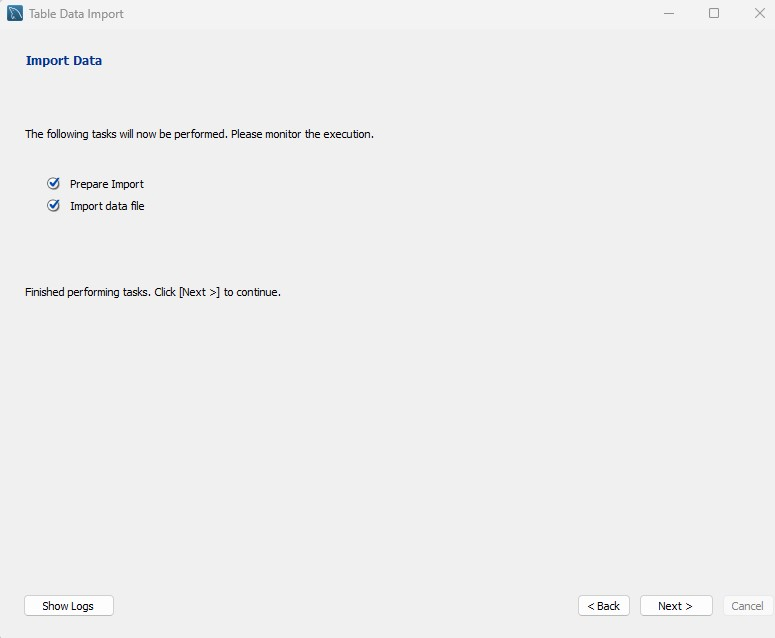 Table Data Import
Import Data
The following tasks will now be performed. Please monitor the execution.
Prepare Import
Import data file
Finished performing tasks. Click [Next >] to continue.
Show Logs
< Back
Next >
Cancel